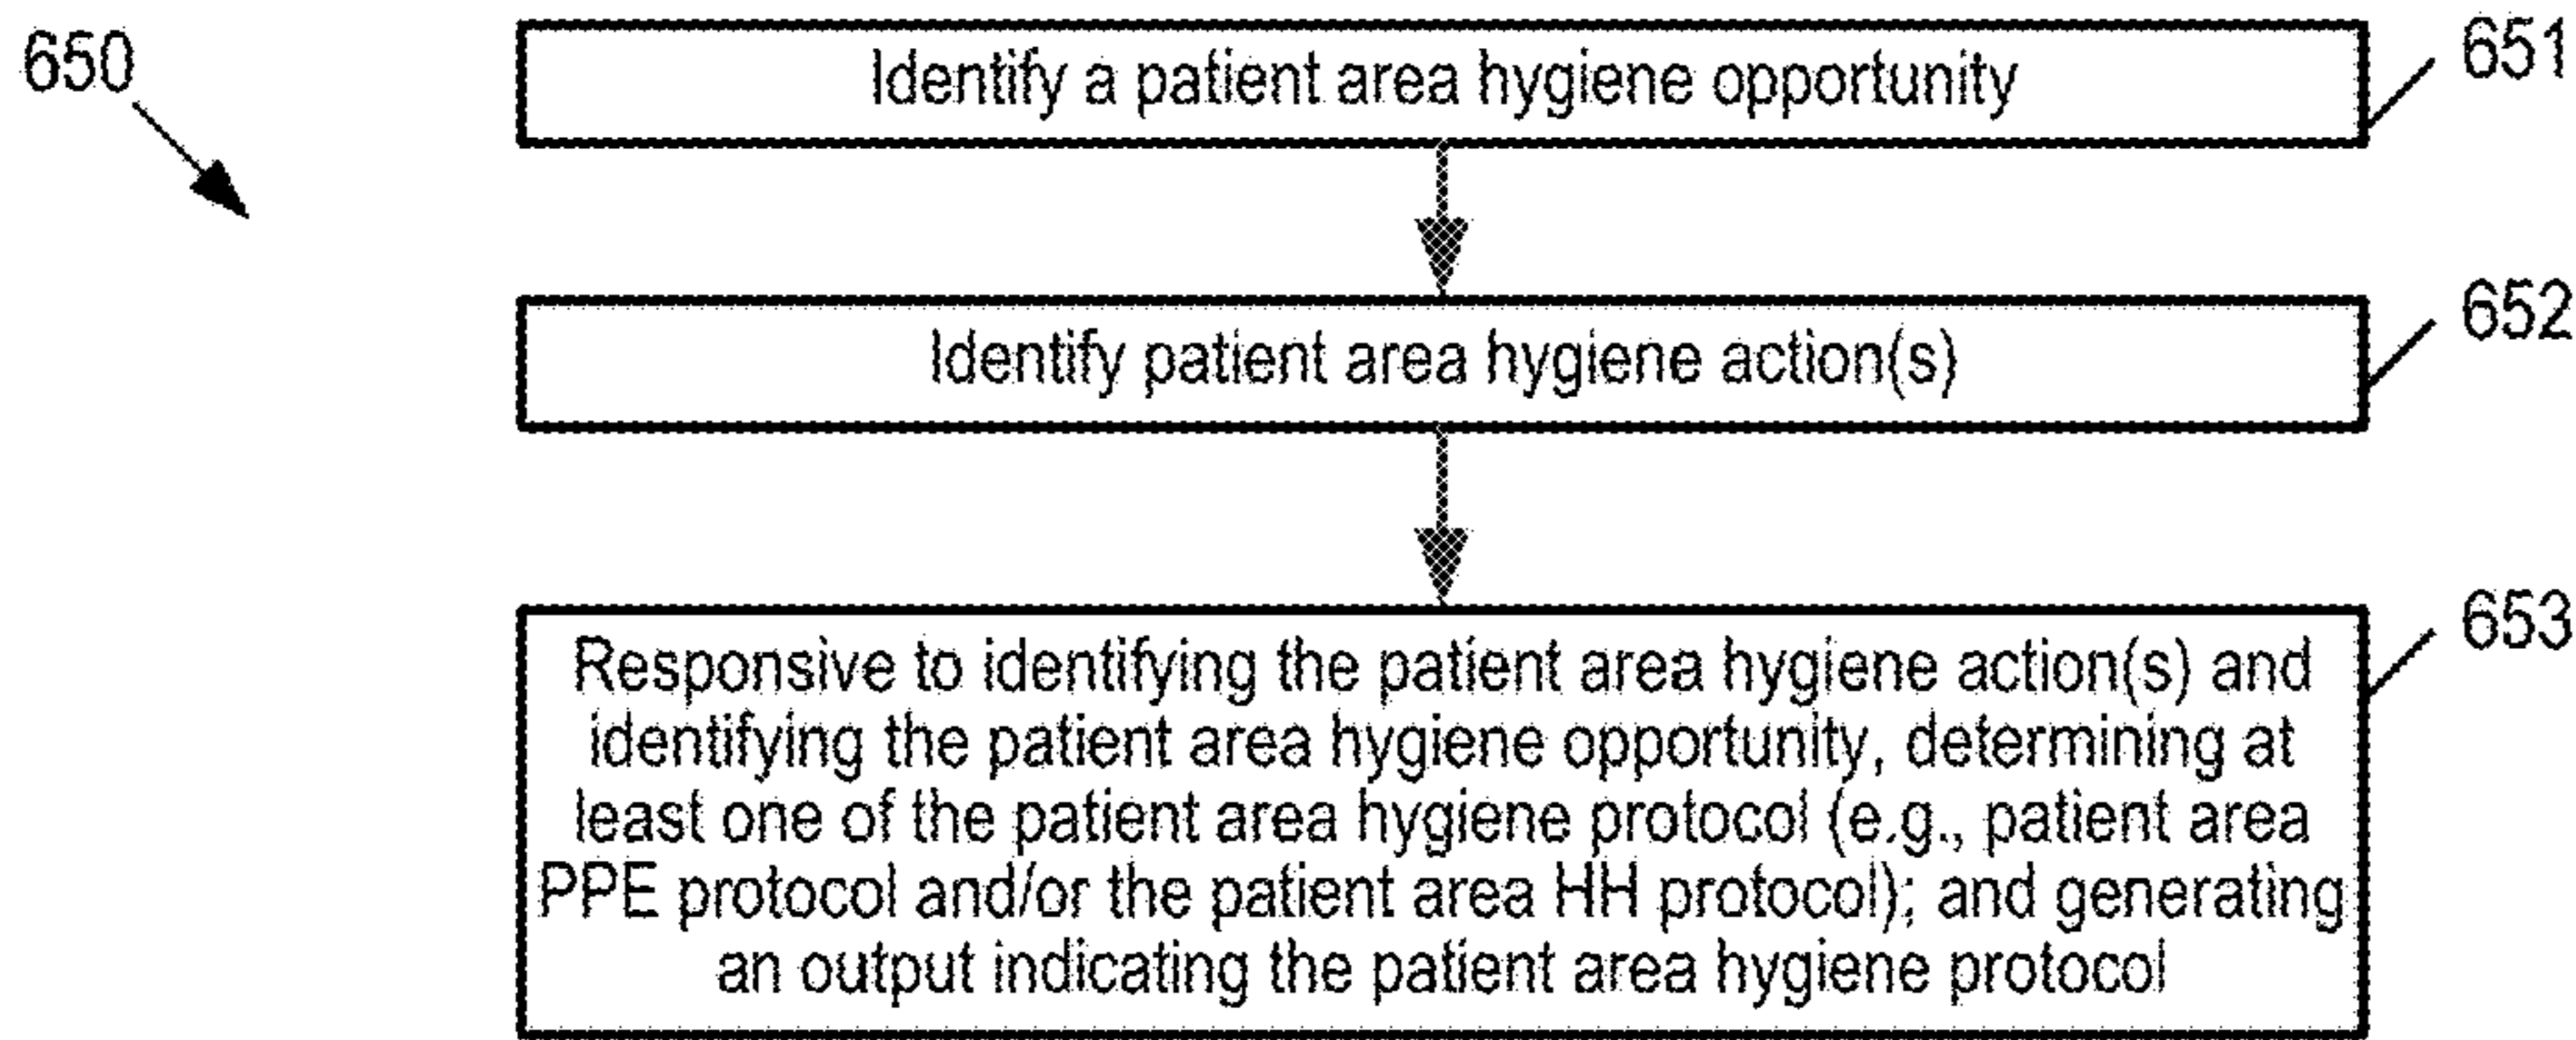 650
Identify a patient area hygiene opportunity
651
Identify patient area hygiene action(s)
652
Responsive to identifying the patient area hygiene action(s) and
identifying the patient area hygiene opportunity, determining at
least one of the patient area hygiene protocol (e.g., patient area
PPE protocol and/or the patient area HH protocol); and generating
an output indicating the patient area hygiene protocol
653